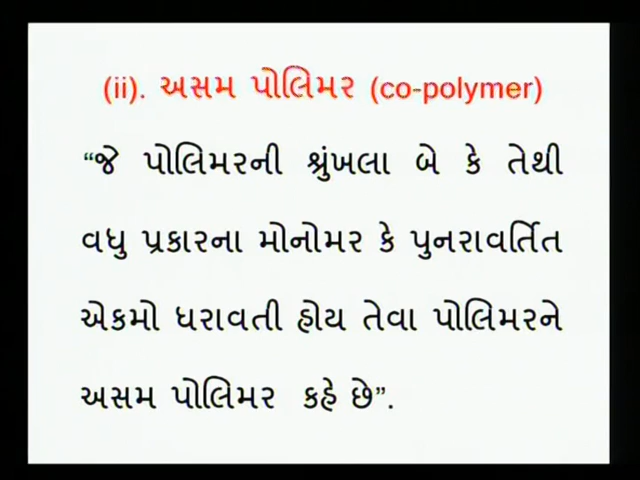 (ii). અસમ પોલિમર (co-polymer)
“જે પોલિમરની શ્રુંખલા બે કે તેથી
વધુ પ્રકારના મોનોમર કે પુનરાવર્તિત
એકમો ધરાવતી હોય તેવા પોલિમરને
અસમ પોલિમર કહે છે”.